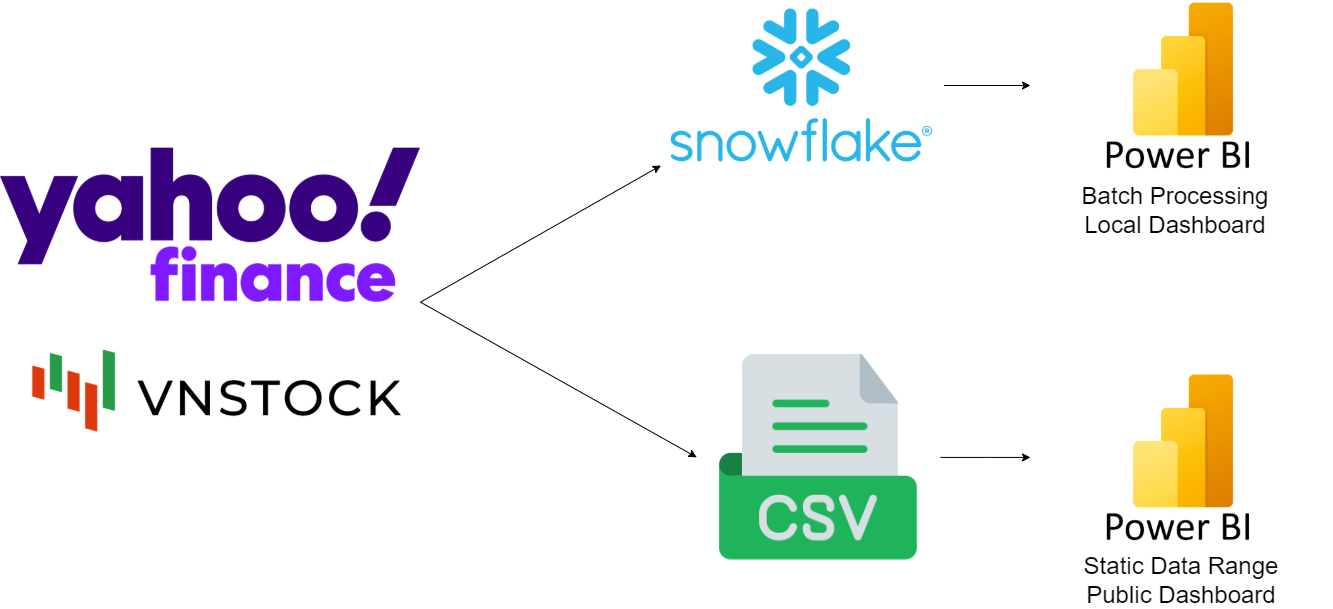 yahoo!
finance
VNSTOCK
snowflake®
Power BI
Batch Processing
Local Dashboard
CSV
Power BI
Static Data Range
Public Dashboard